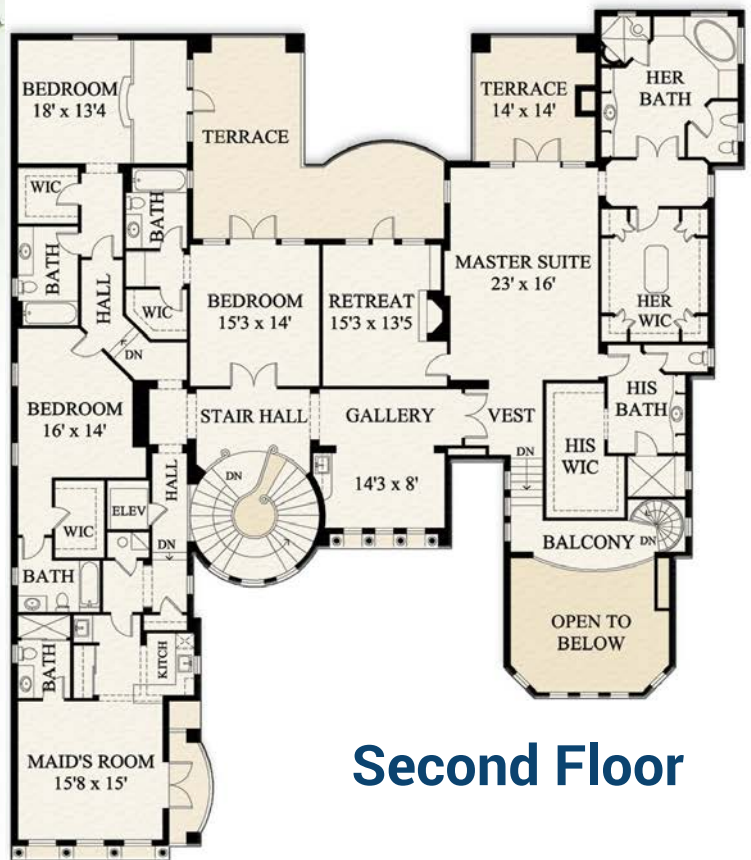 BEDROOM
18' x 13'4
TERRACE
TERRACE
14' x 14'
HER
BATH
WIC
BATH
BATH
HALL
WIC
DN
BEDROOM
15'3 x 14'
RETREAT
15'3 x 13'5
MASTER SUITE
23' x 16'
HER
WIC
BEDROOM
16' x 14'
STAIR HALL
GALLERY
14'3 x 8'
VEST
DN
HIS
BATH
HIS
WIC
HALL
DN
ELEV
WIC
DN
BATH
BALCONY
DN
OPEN TO
BELOW
BATH
KITCH
MAID'S ROOM
15'8 x 15'
Second Floor